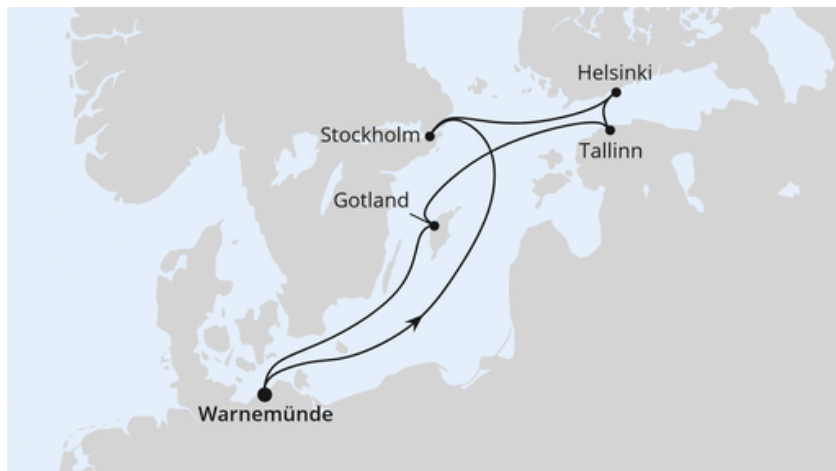 Helsinki
Stockholm
Tallinn
Gotland
Warnemünde